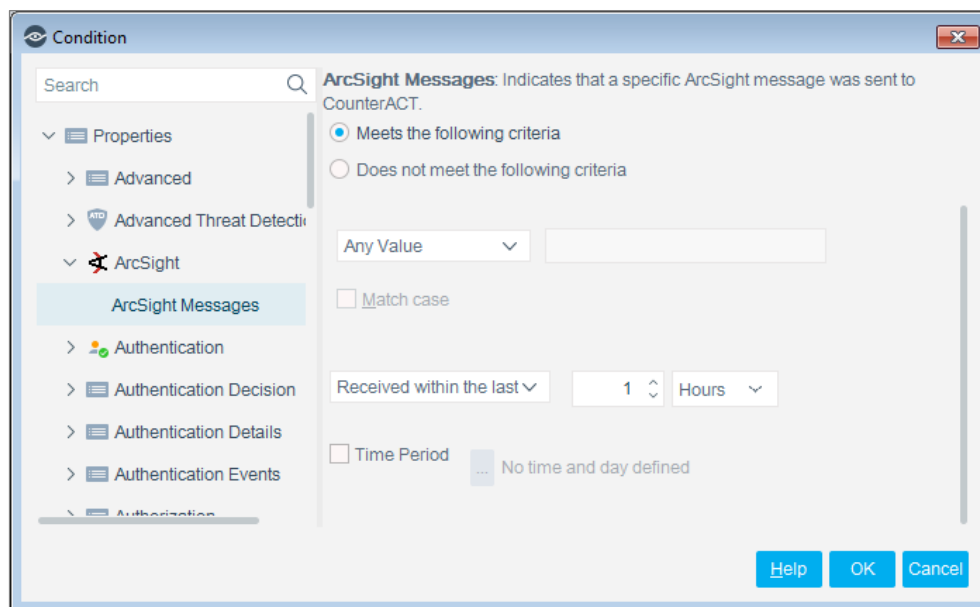 Condition
Search
ArcSight Messages: Indicates that a specific ArcSight message was sent to
CounterACT.
Meets the following criteria
Properties
Does not meet the following criteria
Advanced
ATD
Advanced Threat Detectio
Any Value
ArcSight
Match case
ArcSight Messages
Authentication
Received within the last
1
Hours
Authentication Decision
Authentication Details
Time Period
... No time and day defined
Authentication Events
Authorization
Help
OK
Cancel